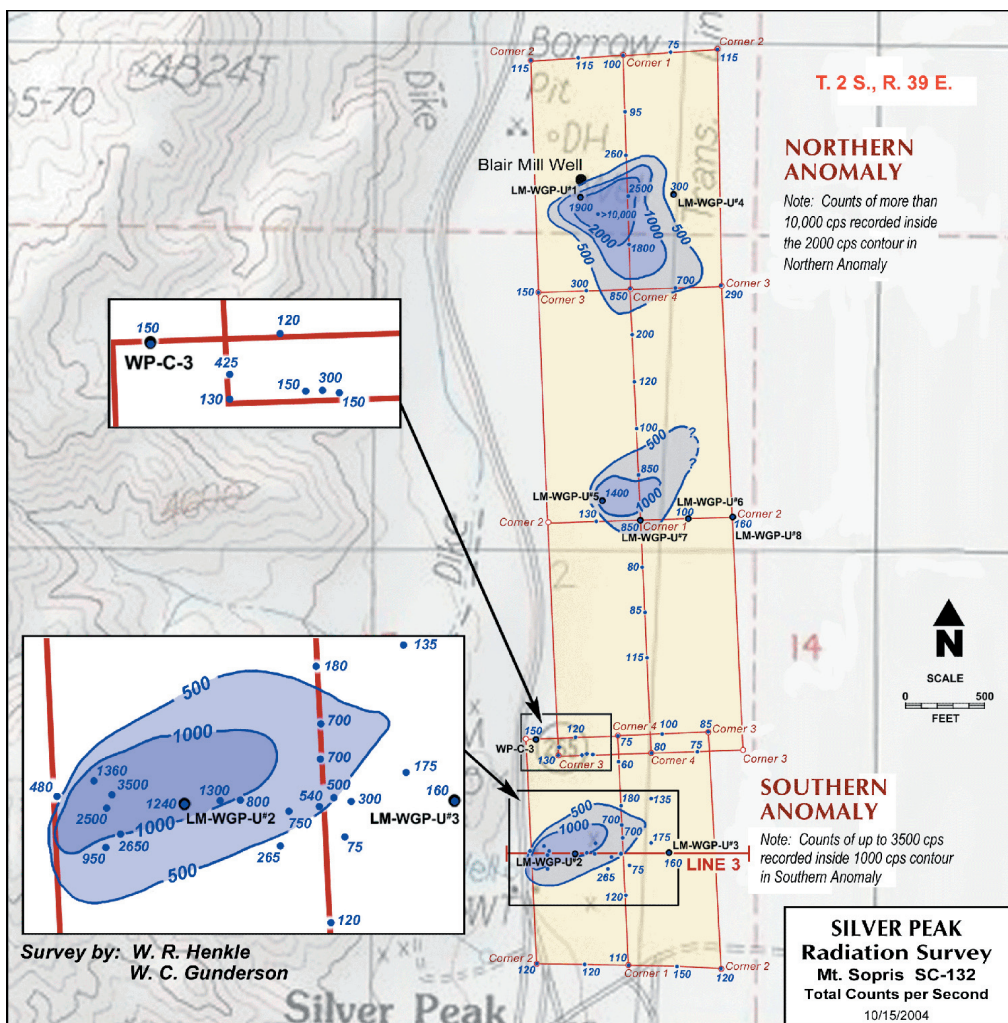 Borrow
Pit
4824T
05-70
Dike
DH
Trans.
Corner 2
115
115
100
Corner 1
75
Corner 2
115
T. 2 S., R. 39 E.
95
NORTHERN
ANOMALY
Note: Counts of more than
10,000 cps recorded inside
the 2000 cps contour in
Northern Anomaly
260
Blair Mill Well
LM-WGP-U#1
1900
2500
300
LM-WGP-U#4
>10,000
2000
1000
500
1800
500
150
Corner 3
300
850
Corner 4
700
Corner 3
290
200
120
100
150
WP-C-3
120
425
130
150
300
150
500
?
?
850
1400
1000
LM-WGP-U#5
LM-WGP-U#6
Corner 2
130
850
Corner 1
100
Corner 2
160
LM-WGP-U#7
LM-WGP-U#8
Dike
2
80
85
115
14
N
SCALE
0 500
FEET
150
120
Corner 4
100
85
Corner 3
WP-C-3
75
265
130
Corner 3
60
80
Corner 4
75
Corner 3
SOUTHERN
ANOMALY
Note: Counts of up to 3500 cps
recorded inside 1000 cps contour
in Southern Anomaly
180
135
500
1000
700
700
175
LM-WGP-U#3
LM-WGP-U#2
160
LINE 3
265
75
120
WT
135
180
500
1000
700
700
175
1360
3500
480
2500
1240
1300
800
500
540
300
160
LM-WGP-U#2
LM-WGP-U#3
1000
2650
950
750
265
75
500
120
Survey by: W. R. Henkle
W. C. Gunderson
Corner 2
120
120
110
Corner 1
150
Corner 2
120
Silver Peak
SILVER PEAK
Radiation Survey
Mt. Sopris SC-132
Total Counts per Second
10/15/2004